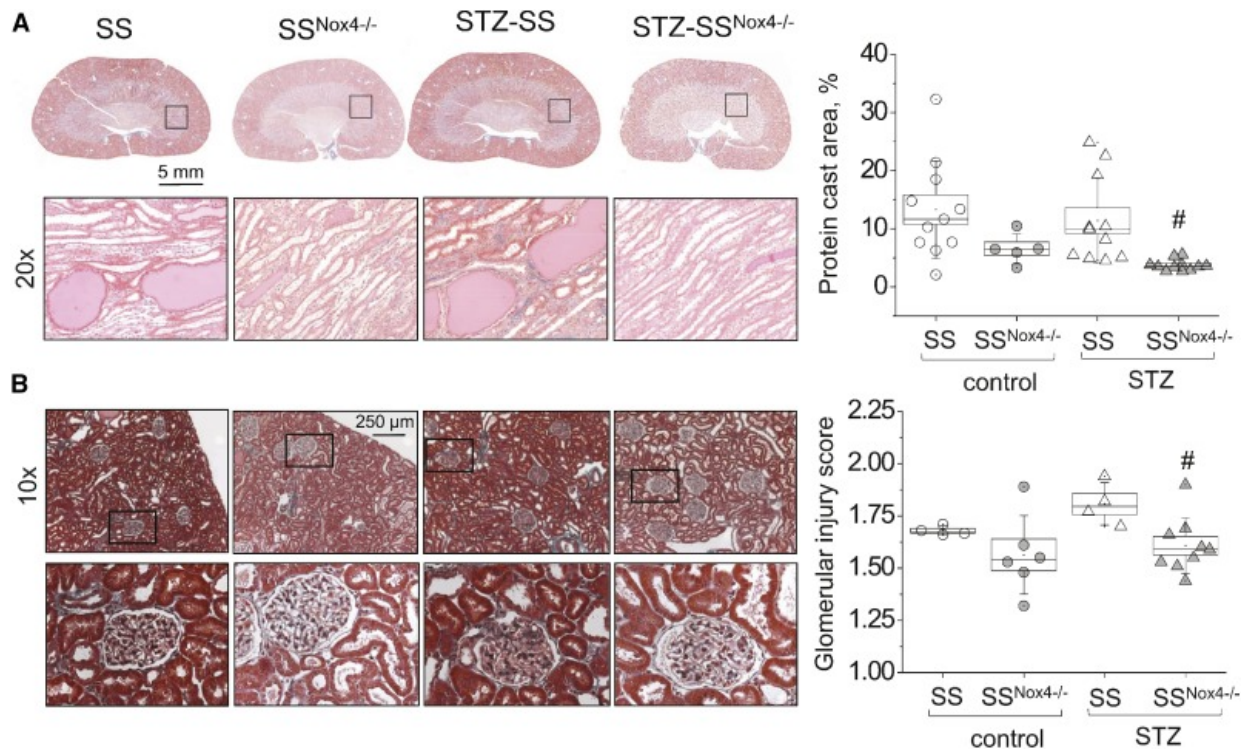 A
SS
SSNox4-/-
STZ-SS
STZ-SSNox4-/-
5 mm
20x
Protein cast area, %
40
30
20
10
0
#
SS
SSNox4-/-
SS
SSNox4-/-
control
STZ
B
250 µm
10x
Glomerular injury score
2.25
2.00
1.75
1.50
1.25
1.00
#
SS
SSNox4-/-
SS
SSNox4-/-
control
STZ